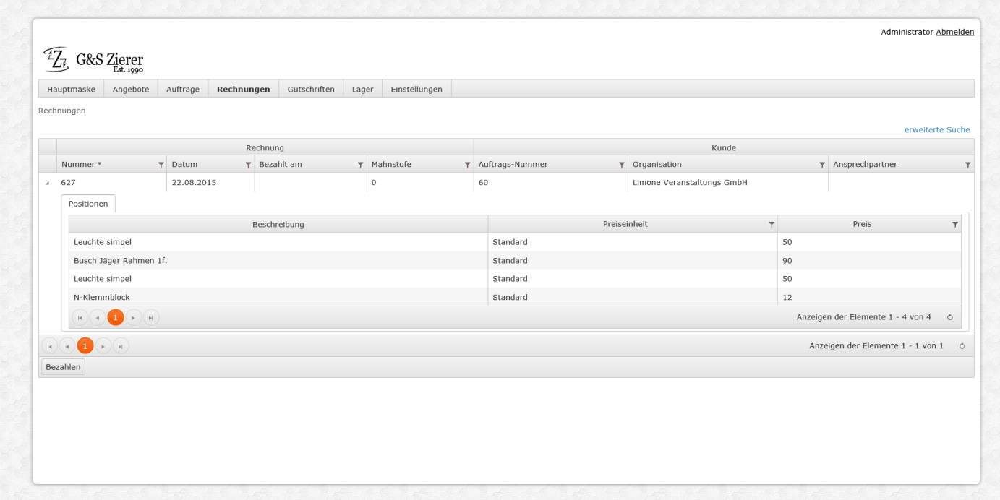 Administrator Abmelden
G&S Zierer
Est. 1990
Hauptmaske Angebote Aufträge Rechnungen Gutschriften Lager Einstellungen
Rechnungen
erweiterte Suche
Rechnung Kunde
Nummer Datum Bezahlt am Mahnstufe Auftrags-Nummer Organisation Ansprechpartner
627 22.08.2015 0 60 Limone Veranstaltungs GmbH
Positionen
Beschreibung Preiseinheit Preis
Leuchte simpel Standard 50
Busch Jäger Rahmen 1f. Standard 90
Leuchte simpel Standard 50
N-Klemmblock Standard 12
1 Anzeigen der Elemente 1 - 4 von 4
1 Anzeigen der Elemente 1 - 1 von 1
Bezahlen